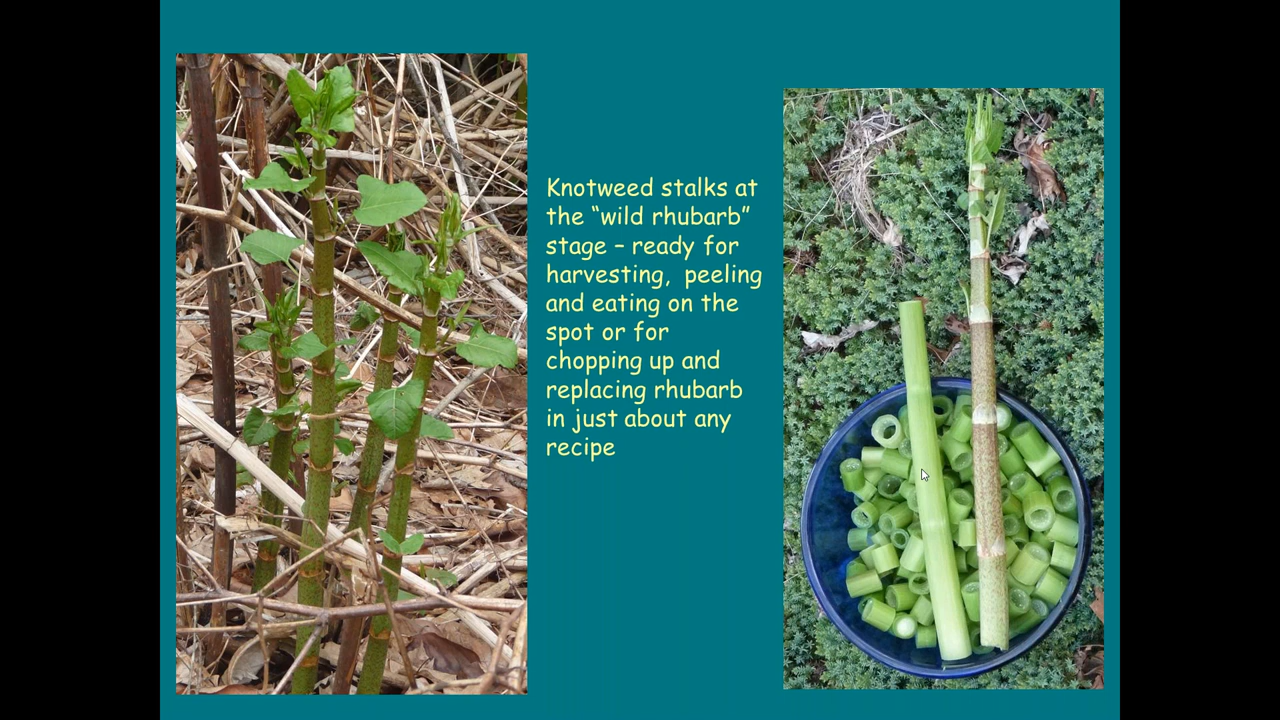 Knotweed stalks at
the “wild rhubarb”
stage – ready for
harvesting,  peeling
and eating on the
spot or for
chopping up and
replacing rhubarb
in just about any
recipe